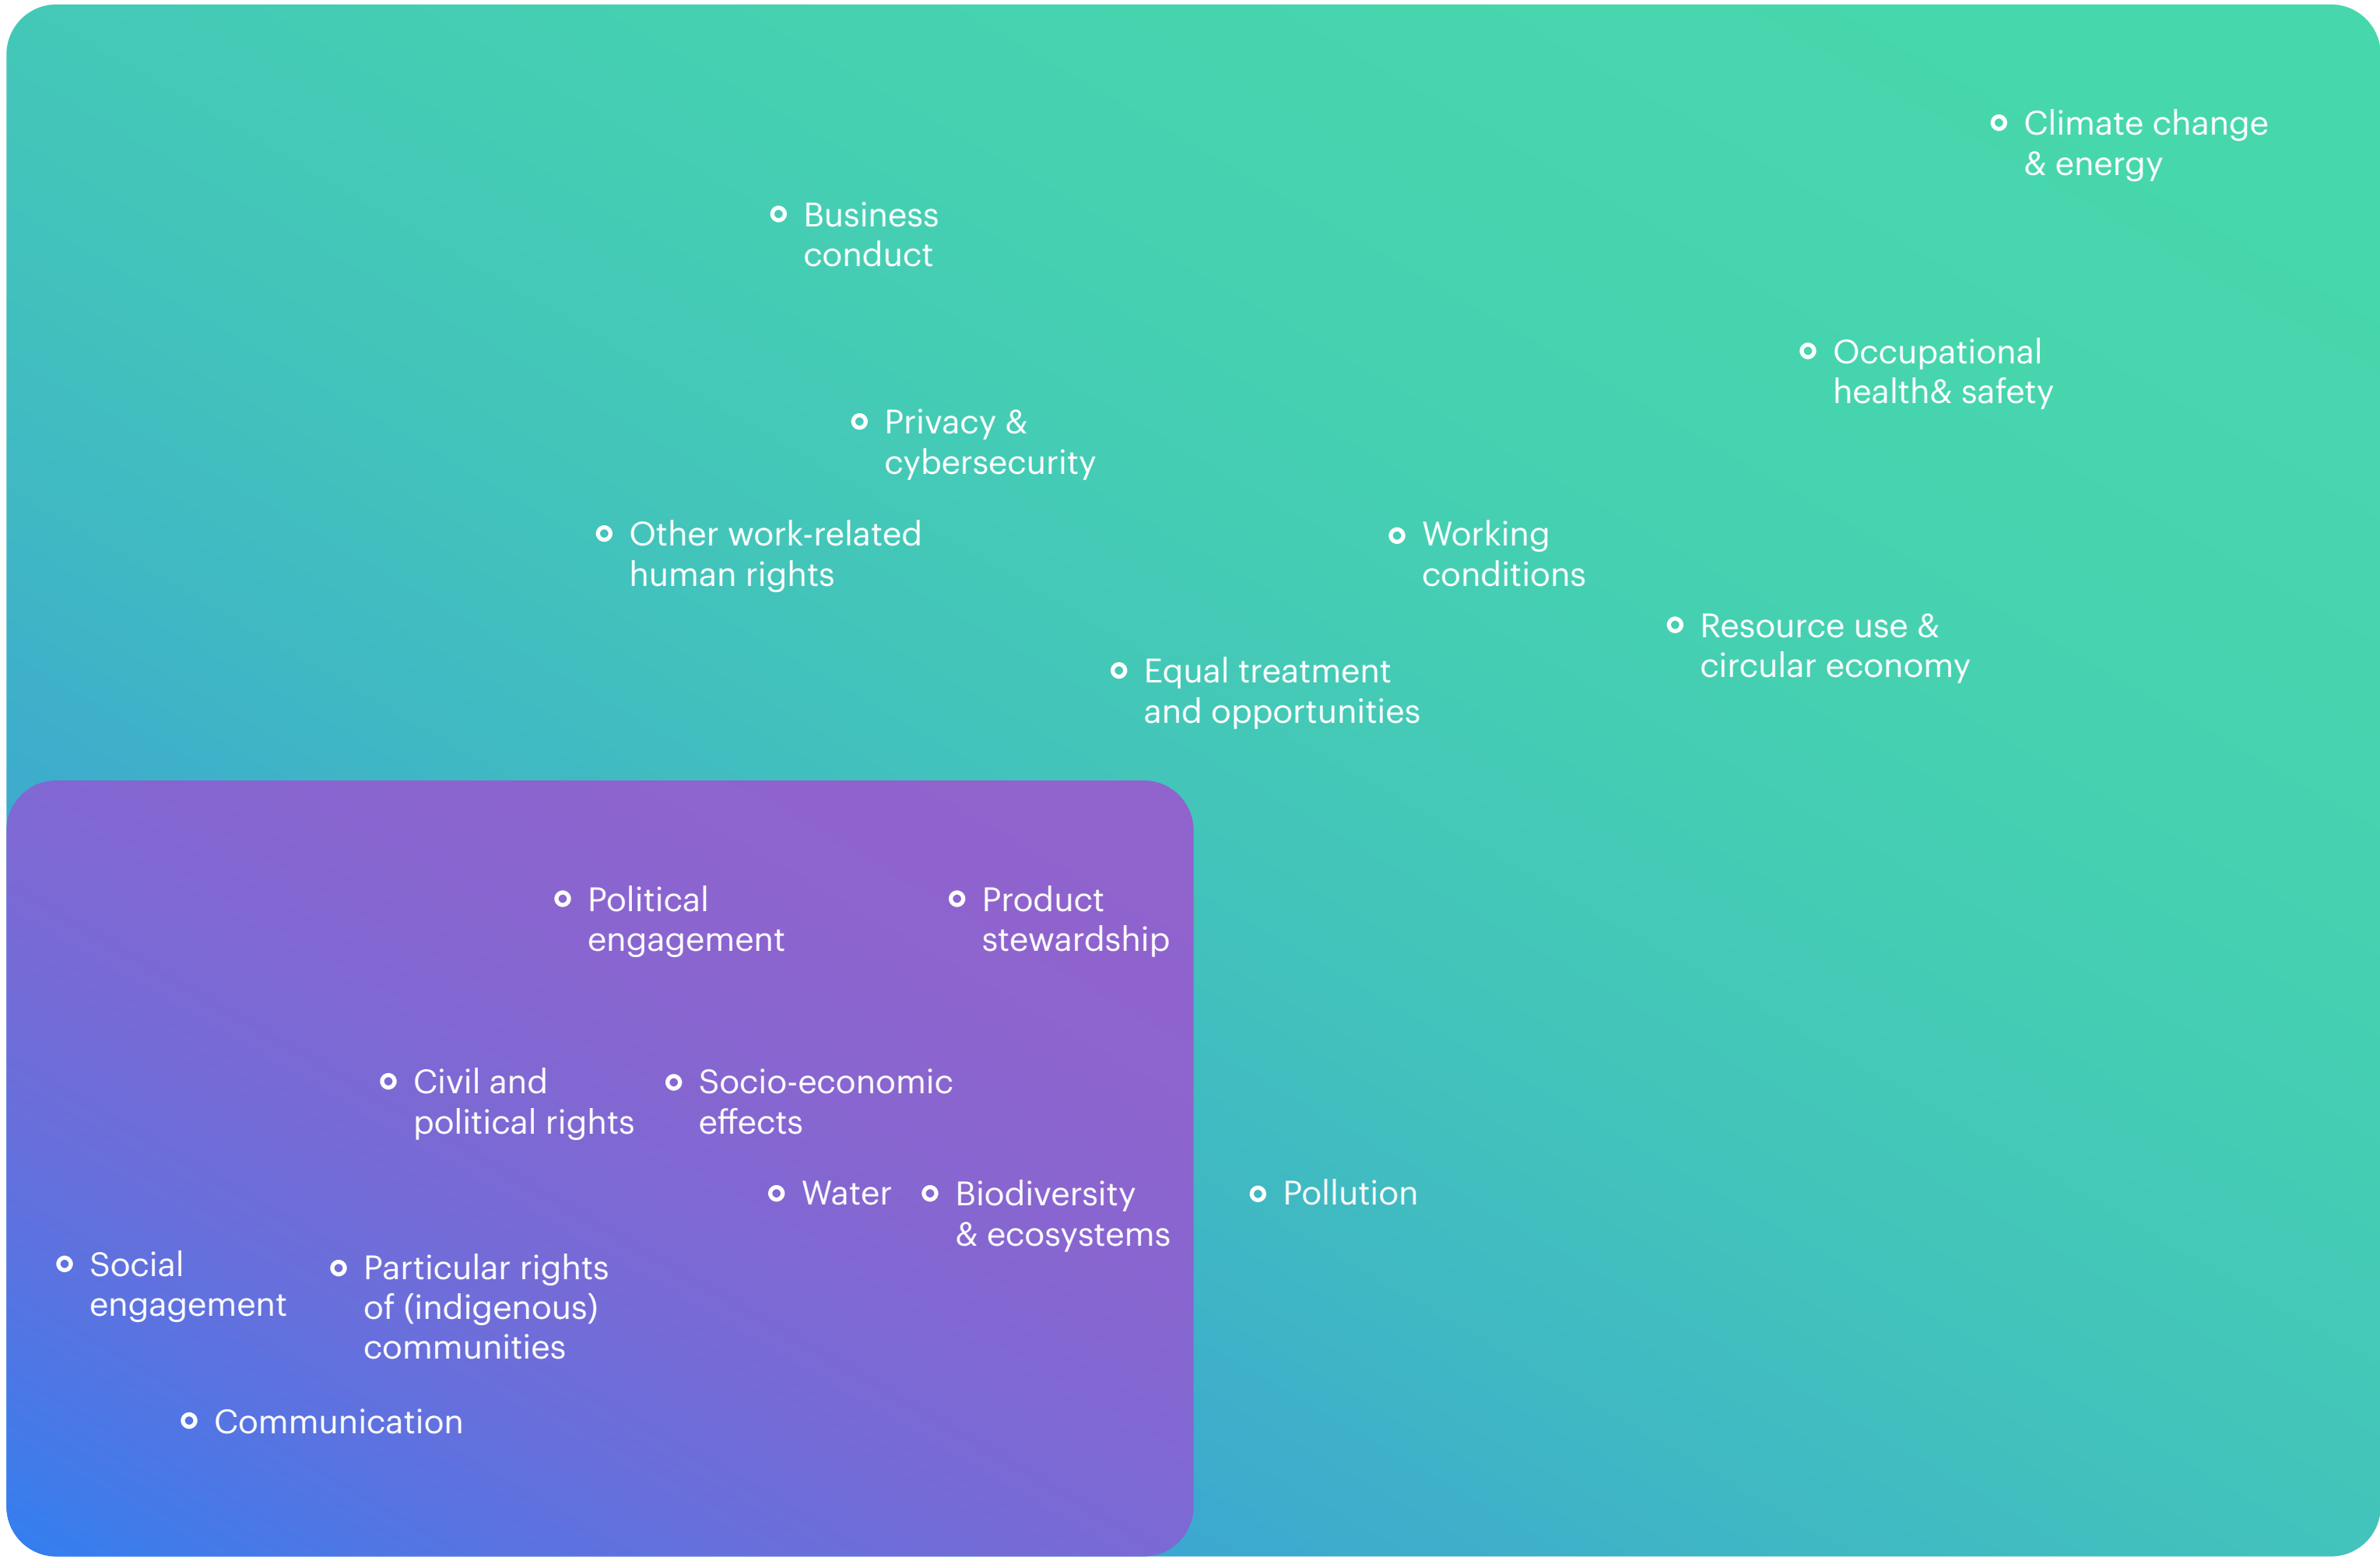 Climate change
& energy
Business
conduct
Occupational
health& safety
Privacy &
cybersecurity
Other work-related
human rights
Working
conditions
Resource use &
circular economy
Equal treatment
and opportunities
Political
engagement
Product
stewardship
Civil and
political rights
Socio-economic
effects
Water
Biodiversity
& ecosystems
Pollution
Social
engagement
Particular rights
of (indigenous)
communities
Communication